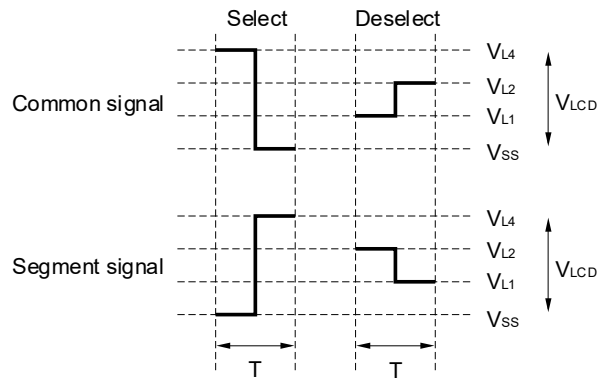 Select Deselect
VL4
VL2
Common signal VLCD
VL1
VSS
VL4
VL2
Segment signal VLCD
VL1
VSS
T T